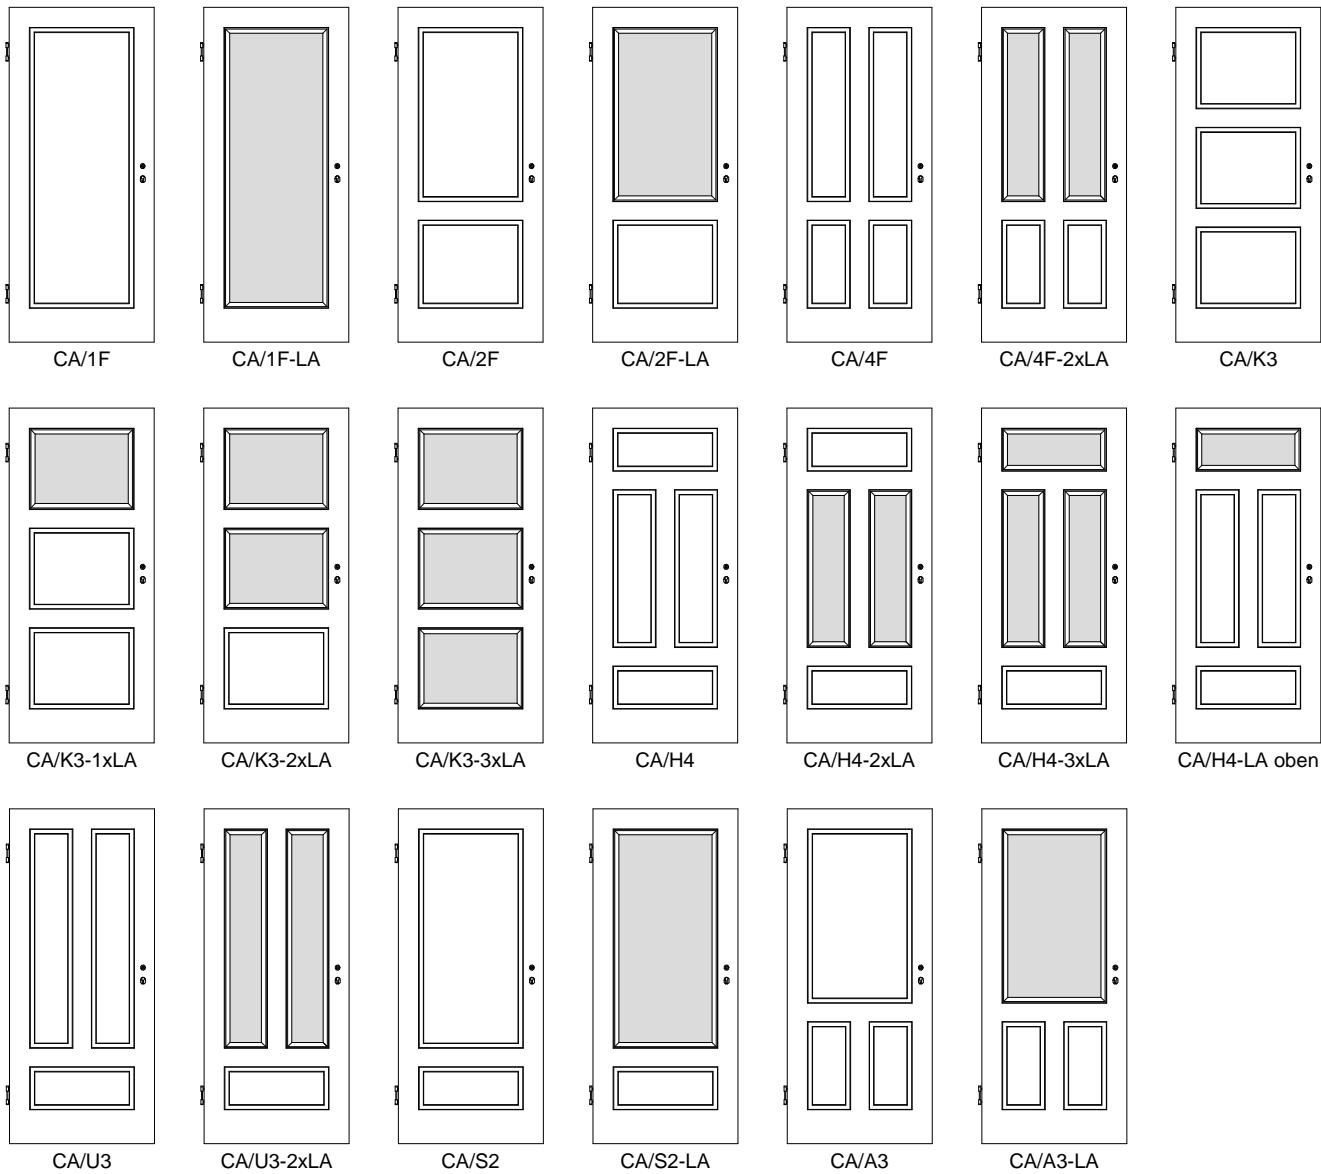 CA/1F
CA/1F-LA
CA/2F
CA/2F-LA
CA/4F
CA/4F-2xLA
CA/K3
CA/K3-1xLA
CA/K3-2xLA
CA/K3-3xLA
CA/H4
CA/H4-2xLA
CA/H4-3xLA
CA/H4-LA oben
CA/U3
CA/U3-2xLA
CA/S2
CA/S2-LA
CA/A3
CA/A3-LA